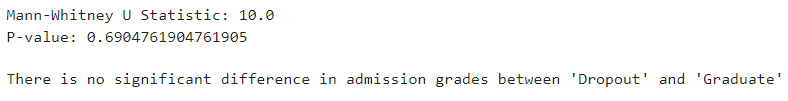 Mann-Whitney U Statistic: 10.0
P-value: 0.6904761904761905
There is no significant difference in admission grades between 'Dropout' and 'Graduate'